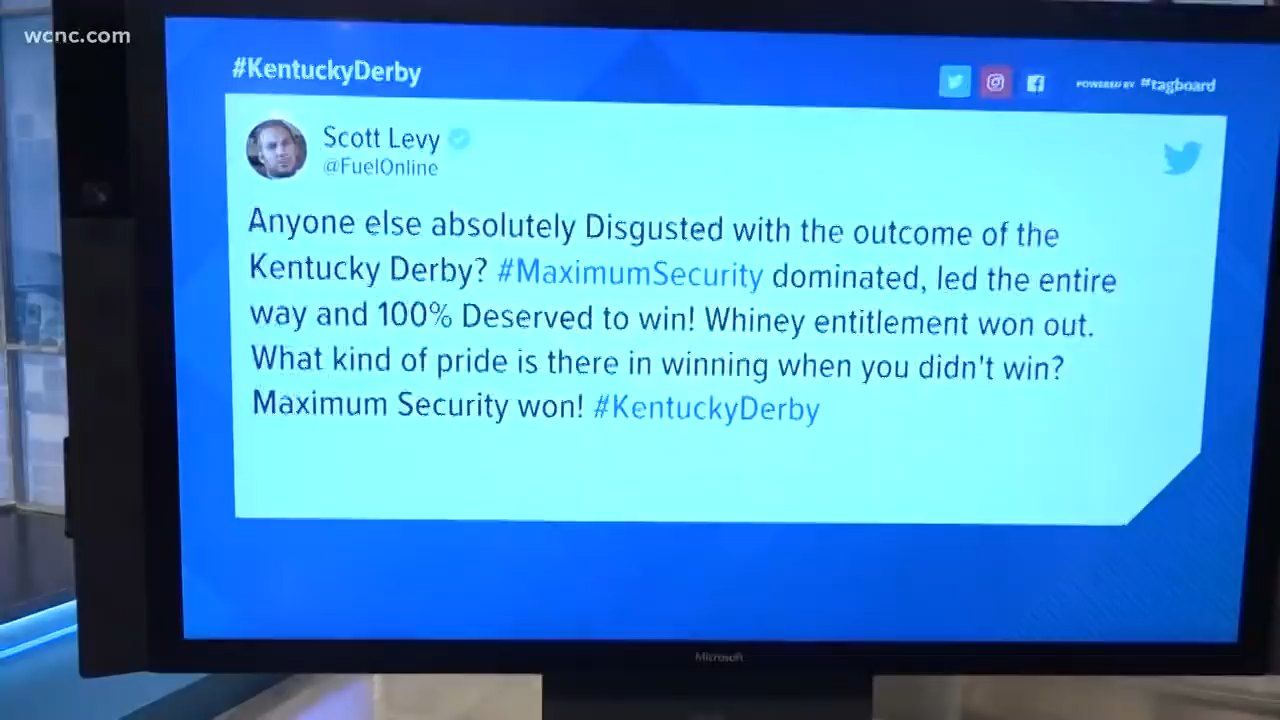 wcnc.com
#KentuckyDerby
POWERED BY #tagboard
Scott Levy
@FuelOnline
Anyone else absolutely Disgusted with the outcome of the
Kentucky Derby? #MaximumSecurity dominated, led the entire
way and 100% Deserved to win! Whiney entitlement won out.
What kind of pride is there in winning when you didn't win?
Maximum Security won! #KentuckyDerby
Microsoft